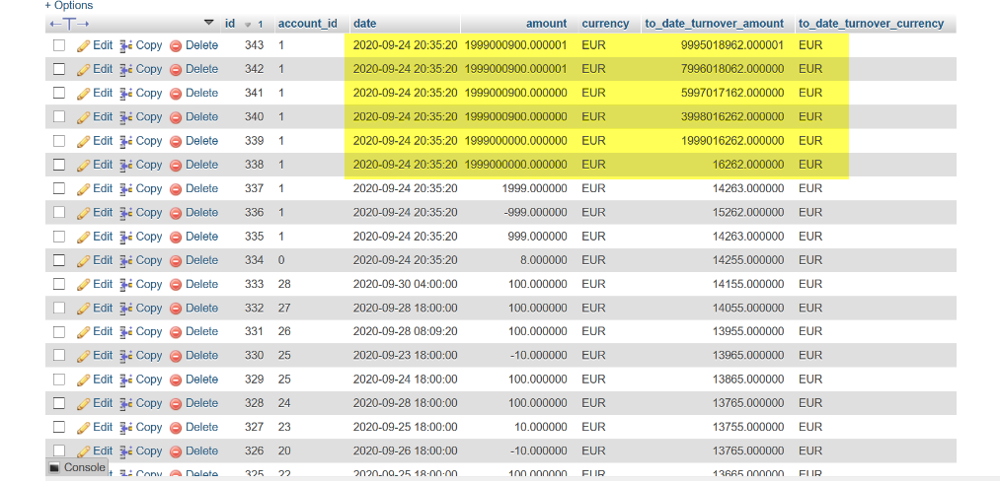 + Options
←T→ id 1 account_id date amount currency to_date_turnover_amount to_date_turnover_currency
Edit Copy Delete 343 1 2020-09-24 20:35:20 1999000900.000001 EUR 9995018962.000001 EUR
Edit Copy Delete 342 1 2020-09-24 20:35:20 1999000900.000001 EUR 7996018062.000000 EUR
Edit Copy Delete 341 1 2020-09-24 20:35:20 1999000900.000000 EUR 5997017162.000000 EUR
Edit Copy Delete 340 1 2020-09-24 20:35:20 1999000900.000000 EUR 3998016262.000000 EUR
Edit Copy Delete 339 1 2020-09-24 20:35:20 1999000000.000000 EUR 1999016262.000000 EUR
Edit Copy Delete 338 1 2020-09-24 20:35:20 1999000000.000000 EUR 16262.000000 EUR
Edit Copy Delete 337 1 2020-09-24 20:35:20 1999.000000 EUR 14263.000000 EUR
Edit Copy Delete 336 1 2020-09-24 20:35:20 -999.000000 EUR 15262.000000 EUR
Edit Copy Delete 335 1 2020-09-24 20:35:20 999.000000 EUR 14263.000000 EUR
Edit Copy Delete 334 0 2020-09-24 20:35:20 8.000000 EUR 14255.000000 EUR
Edit Copy Delete 333 28 2020-09-30 04:00:00 100.000000 EUR 14155.000000 EUR
Edit Copy Delete 332 27 2020-09-28 18:00:00 100.000000 EUR 14055.000000 EUR
Edit Copy Delete 331 26 2020-09-28 08:09:20 100.000000 EUR 13955.000000 EUR
Edit Copy Delete 330 25 2020-09-23 18:00:00 -10.000000 EUR 13965.000000 EUR
Edit Copy Delete 329 25 2020-09-24 18:00:00 100.000000 EUR 13865.000000 EUR
Edit Copy Delete 328 24 2020-09-28 18:00:00 100.000000 EUR 13765.000000 EUR
Edit Copy Delete 327 23 2020-09-25 18:00:00 10.000000 EUR 13755.000000 EUR
Edit Copy Delete 326 20 2020-09-26 18:00:00 -10.000000 EUR 13765.000000 EUR
Console
Copy Delete 325 22 2020-09-25 18:00:00 100.000000 EUR 13665.000000 EUR